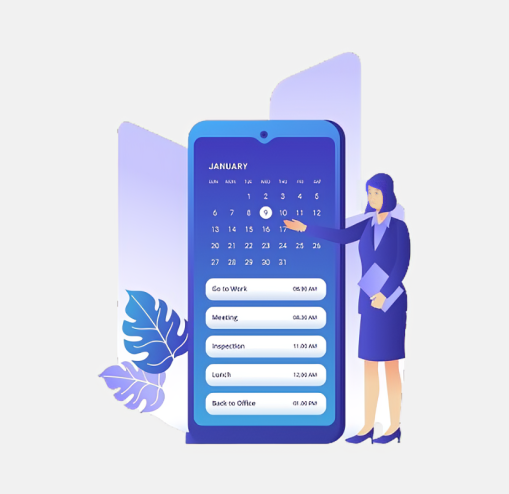 JANUARY
SUN MON TUE WED THU FRI SAT
1 2 3 4 5
6 7 8 9 10 11 12
13 14 15 16 17
20 21 22 23 24 25 26
27 28 29 30 31
Go to Work 06.30 AM
Meeting 08.30 AM
Inspection 11.00 AM
Lunch 12.00 AM
Back to Office 01.00 PM